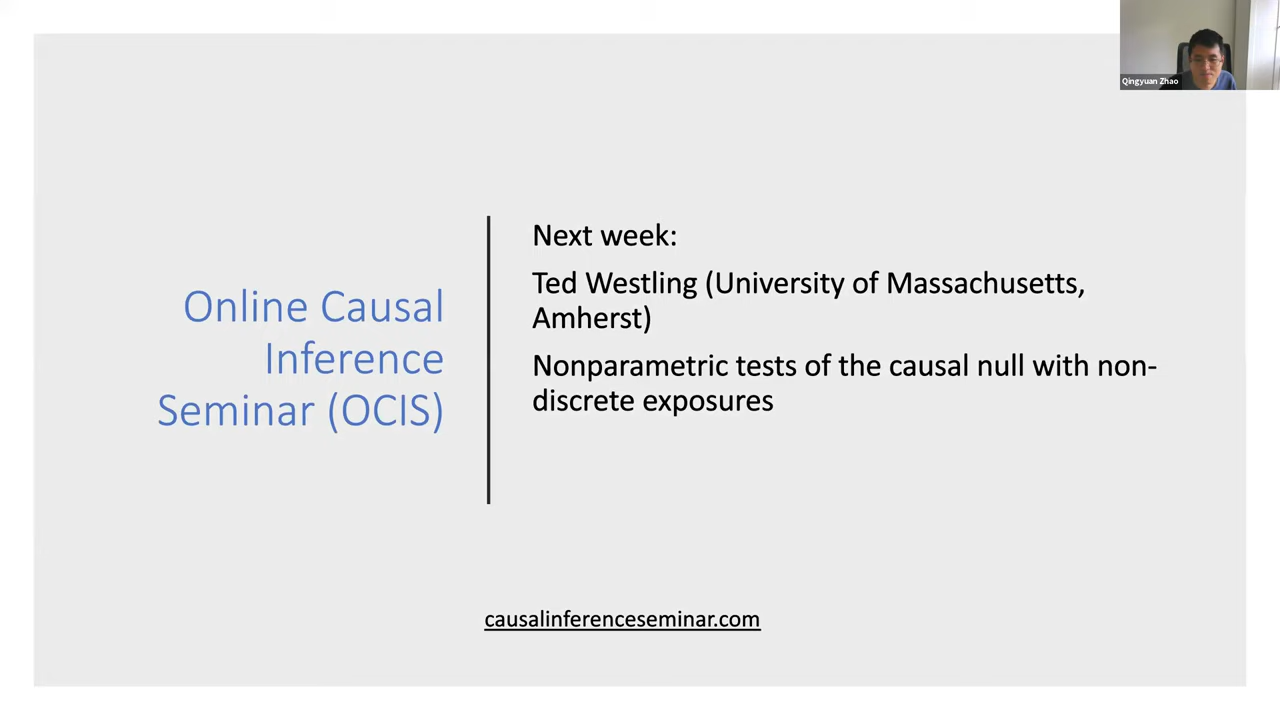 Qingyuan Zhao
Online Causal
Inference
Seminar (OCIS)
Next week:
Ted Westling (University of Massachusetts,
Amherst)
Nonparametric tests of the causal null with non-
discrete exposures
causalinferenceseminar.com